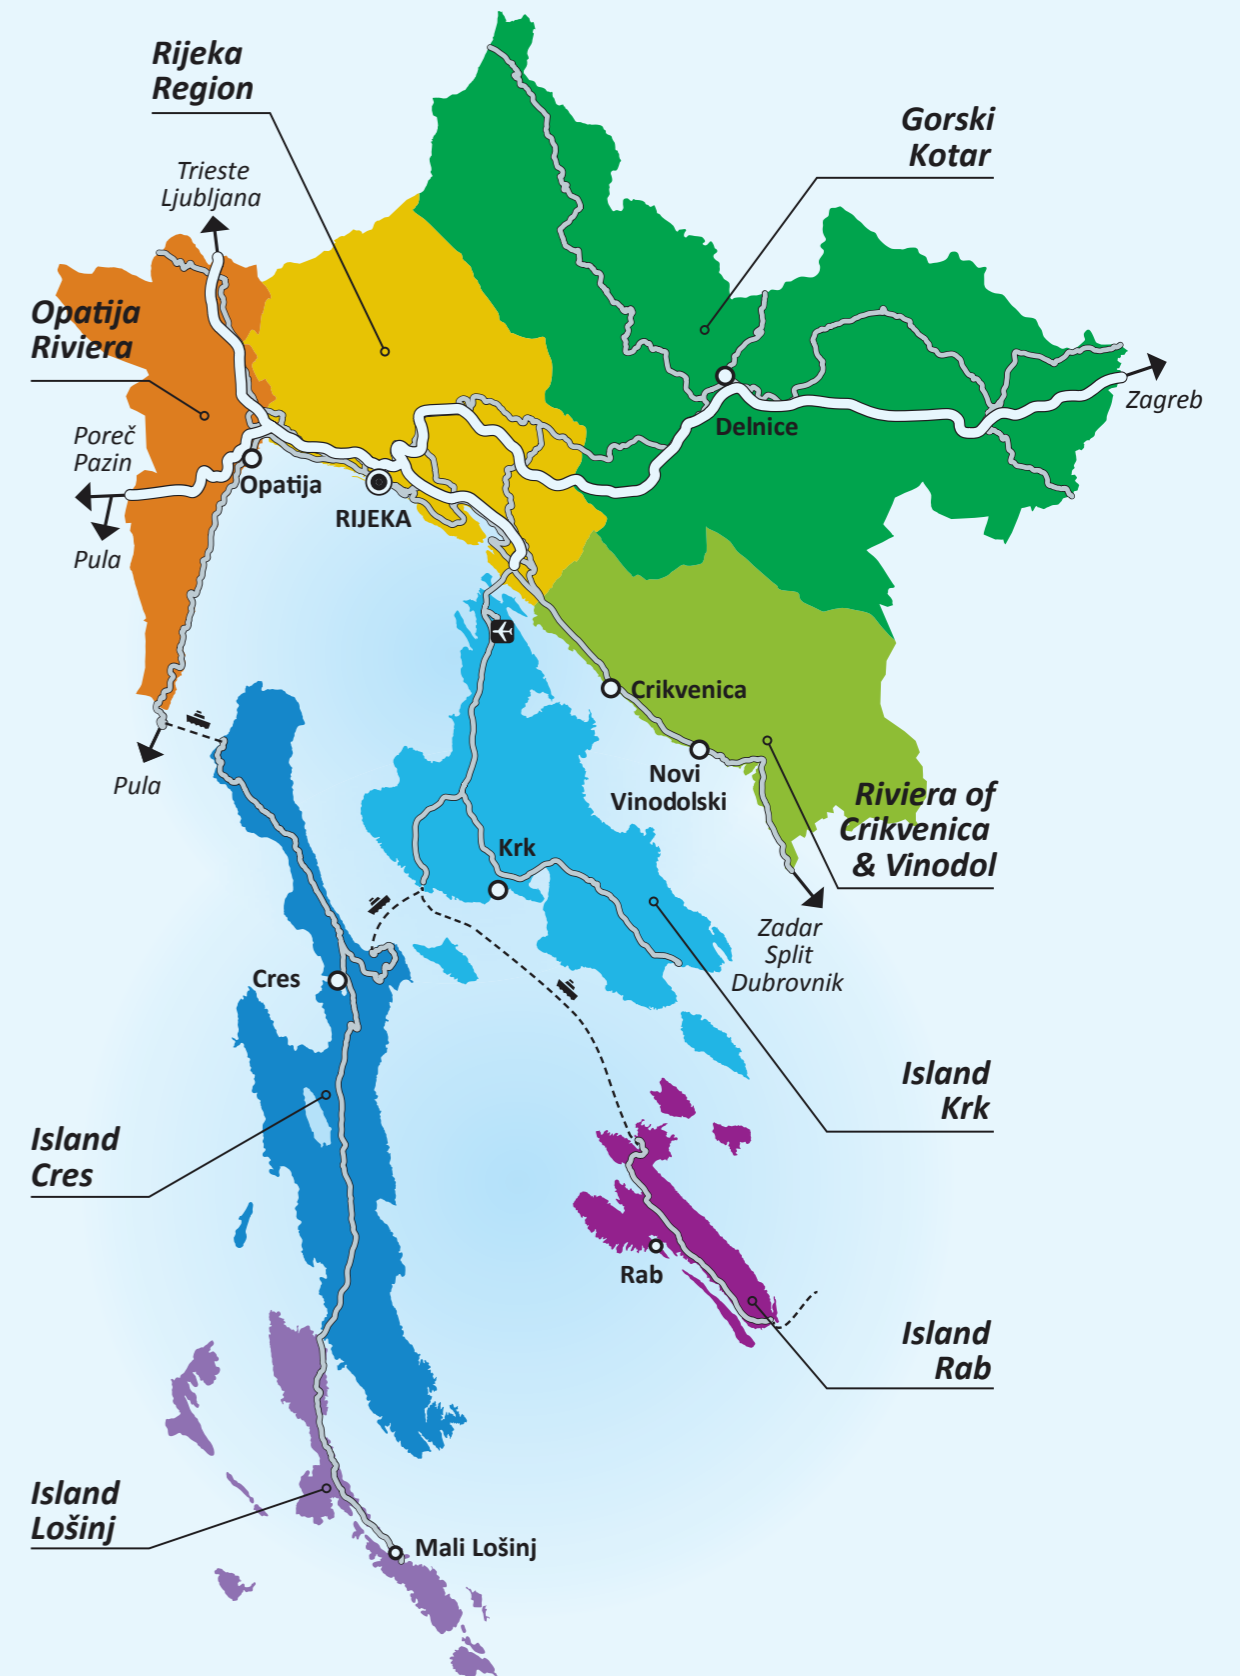 Rijeka
Region
Gorski
Kotar
Trieste
Ljubljana
Opatija
Riviera
Zagreb
Delnice
Poreč
Pazin
Opatija
RIJEKA
Pula
Crikvenica
Pula
Novi
Vinodolski
Riviera of
Crikvenica
& Vinodol
Krk
Zadar
Split
Dubrovnik
Cres
Island
Krk
Island
Cres
Rab
Island
Rab
Island
Lošinj
Mali Lošinj